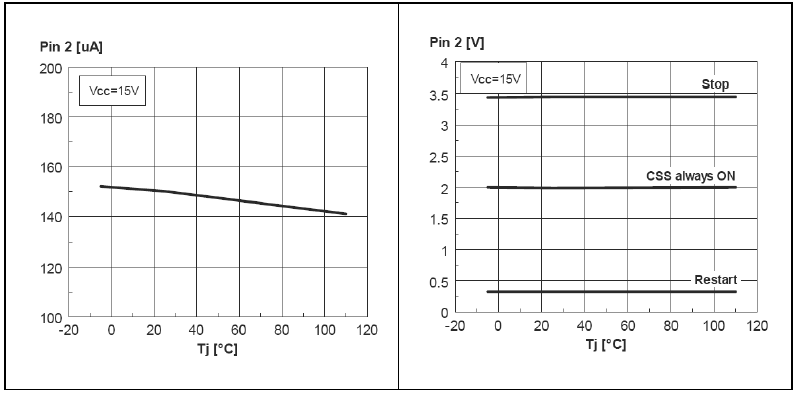 Pin 2 [uA]
200
Vcc=15V
180
160
140
120
100
-20 0 20 40 60 80 100 120
Tj [°C]
Pin 2 [V]
4
Vcc=15V
Stop
3.5
3
2.5
CSS always ON
2
1.5
1
Restart
0.5
0
-20 0 20 40 60 80 100 120
Tj [°C]